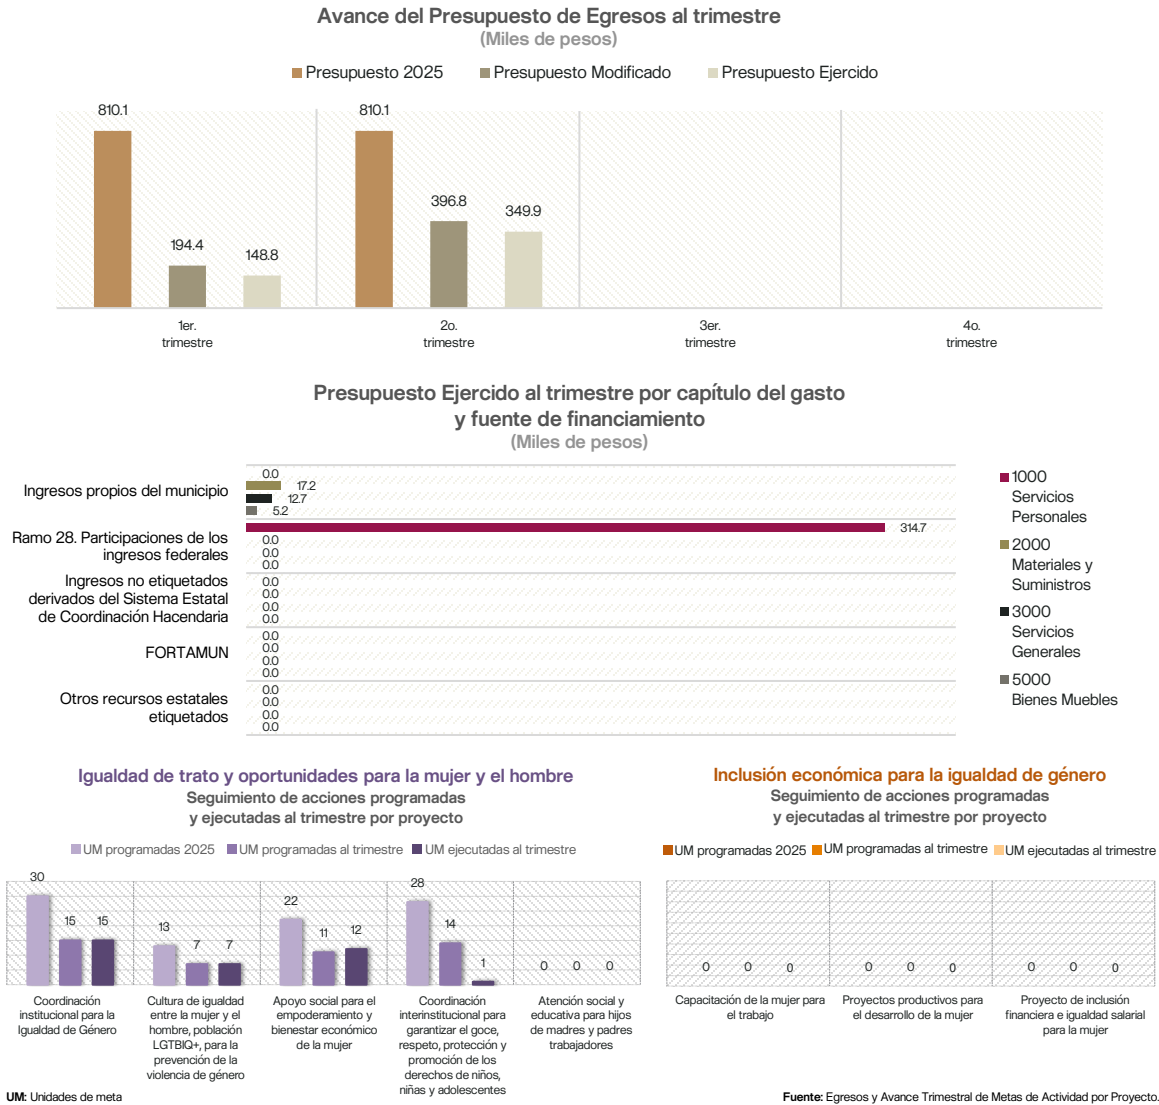 Avance del Presupuesto de Egresos al trimestre
(Miles de pesos)
Presupuesto 2025
Presupuesto Modificado
Presupuesto Ejercido
810.1
194.4
148.8
810.1
396.8
349.9
1er.
trimestre
2o.
trimestre
3er.
trimestre
4o.
trimestre
Presupuesto Ejercido al trimestre por capítulo del gasto
y fuente de financiamiento
(Miles de pesos)
Ingresos propios del municipio
0.0
17.2
12.7
5.2
Ramo 28. Participaciones de los
ingresos federales
314.7
0.0
0.0
0.0
Ingresos no etiquetados
derivados del Sistema Estatal
de Coordinación Hacendaria
0.0
0.0
0.0
0.0
FORTAMUN
0.0
0.0
0.0
0.0
Otros recursos estatales
etiquetados
0.0
0.0
0.0
0.0
1000
Servicios
Personales
2000
Materiales y
Suministros
3000
Servicios
Generales
5000
Bienes Muebles
Igualdad de trato y oportunidades para la mujer y el hombre
Seguimiento de acciones programadas
y ejecutadas al trimestre por proyecto
UM programadas 2025
UM programadas al trimestre
UM ejecutadas al trimestre
30
15
15
13
7
7
22
11
12
28
14
1
0
0
0
Coordinación
institucional para la
Igualdad de Género
Cultura de igualdad
entre la mujer y el
hombre, población
LGTBIQ+, para la
prevención de la
violencia de género
Apoyo social para el
empoderamiento y
bienestar económico
de la mujer
Coordinación
interinstitucional para
garantizar el goce,
respeto, protección y
promoción de los
derechos de niños,
niñas y adolescentes
Atención social y
educativa para hijos
de madres y padres
trabajadores
UM: Unidades de meta
Inclusión económica para la igualdad de género
Seguimiento de acciones programadas
y ejecutadas al trimestre por proyecto
UM programadas 2025
UM programadas al trimestre
UM ejecutadas al trimestre
0
0
0
0
0
0
0
0
0
Capacitación de la mujer para
el trabajo
Proyectos productivos para
el desarrollo de la mujer
Proyecto de inclusión
financiera e igualdad salarial
para la mujer
Fuente: Egresos y Avance Trimestral de Metas de Actividad por Proyecto.